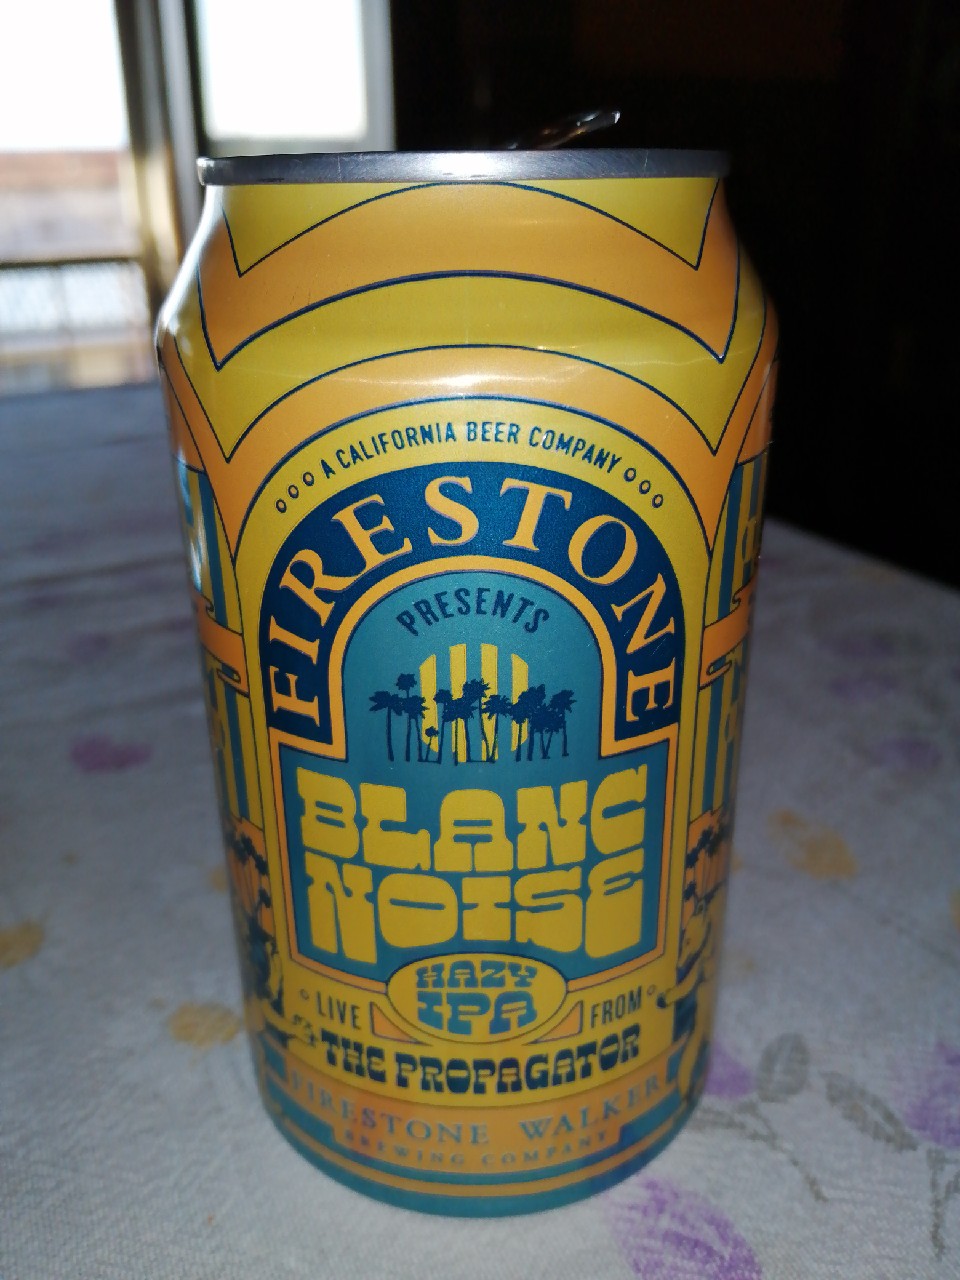 A CALIFORNIA BEER COMPANY
FIRESTONE
PRESENTS
BLANC
NOISE
HAZY
IPA
LIVE FROM
THE PROPAGATOR
FIRESTONE WALKER
BREWING COMPANY